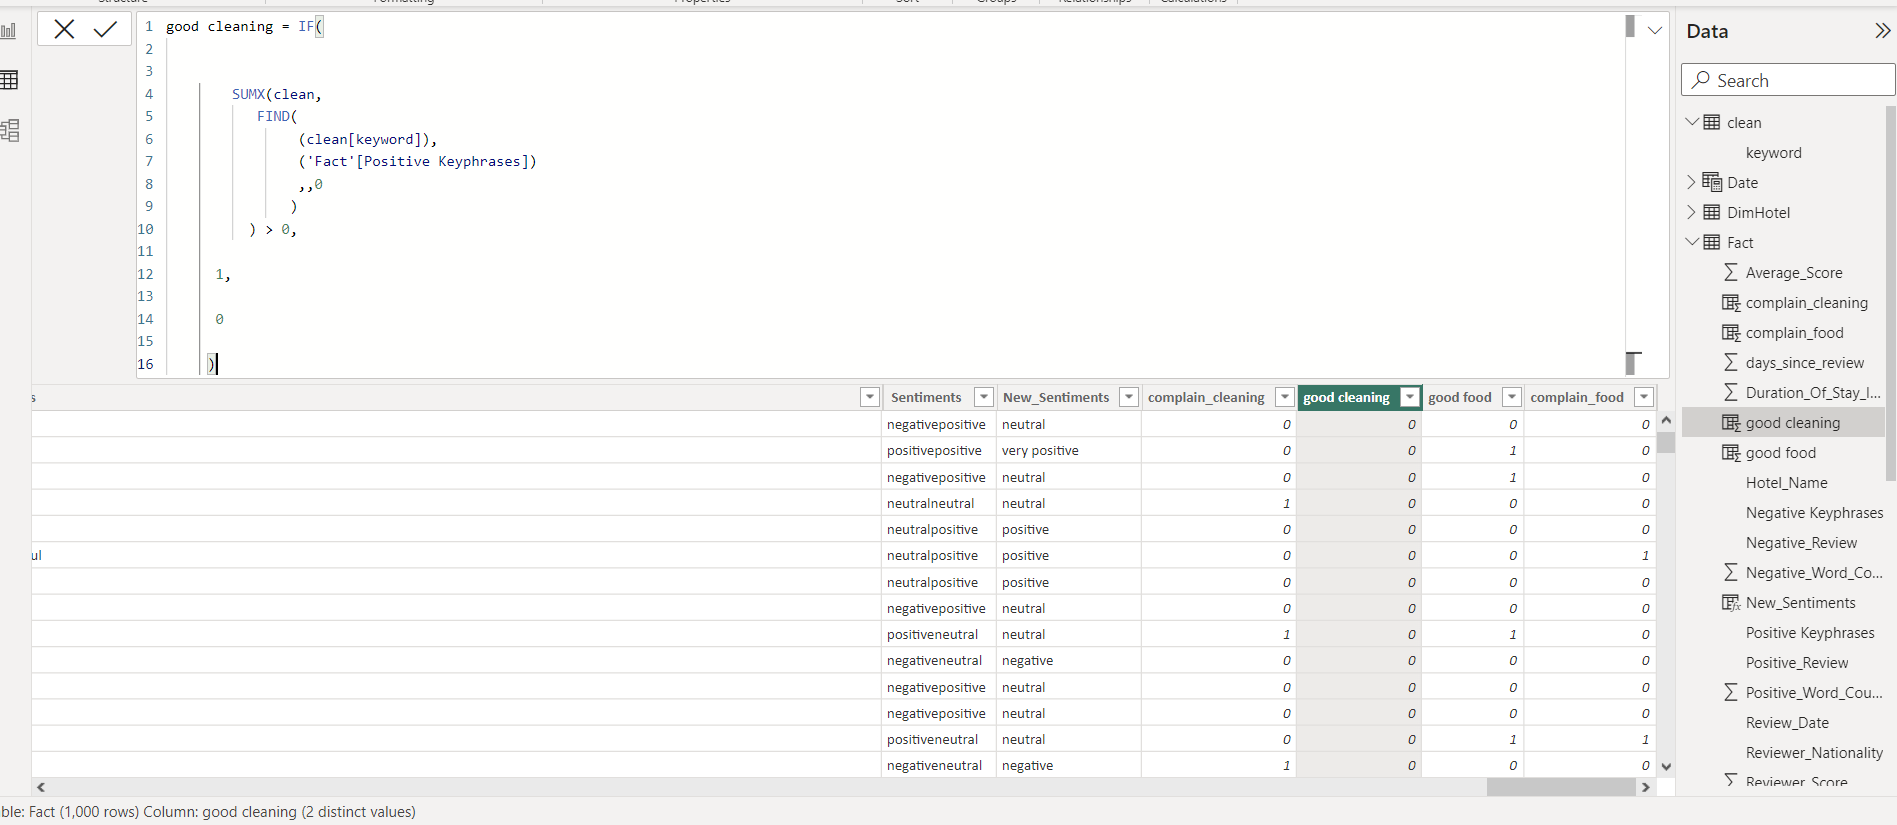 Structure Formatting Properties Sort Groups Relationships Calculations
1 good cleaning = IF(
2
3
4 SUMX(clean,
5 FIND(
6 (clean[keyword]),
7 ('Fact'[Positive Keyphrases])
8 ,,0
9 )
10 ) > 0,
11
12 1,
13
14 0
15
16 )
s Sentiments New_Sentiments complain_cleaning good cleaning good food complain_food
negativepositive neutral 0 0 0 0
positivepositive very positive 0 0 1 0
negativepositive neutral 0 0 1 0
neutralneutral neutral 1 0 0 0
neutralpositive positive 0 0 0 0
ul neutralpositive positive 0 0 0 1
neutralpositive positive 0 0 0 0
negativepositive neutral 0 0 0 0
positiveneutral neutral 1 0 1 0
negativeneutral negative 0 0 0 0
negativepositive neutral 0 0 0 0
negativepositive neutral 0 0 0 0
positiveneutral neutral 0 0 1 1
negativeneutral negative 1 0 0 0
ble: Fact (1,000 rows) Column: good cleaning (2 distinct values)
Data
Search
clean
keyword
Date
DimHotel
Fact
Average_Score
complain_cleaning
complain_food
days_since_review
Duration_Of_Stay_I...
good cleaning
good food
Hotel_Name
Negative Keyphrases
Negative_Review
Negative_Word_Co...
New_Sentiments
Positive Keyphrases
Positive_Review
Positive_Word_Cou...
Review_Date
Reviewer_Nationality
Reviewer_Score